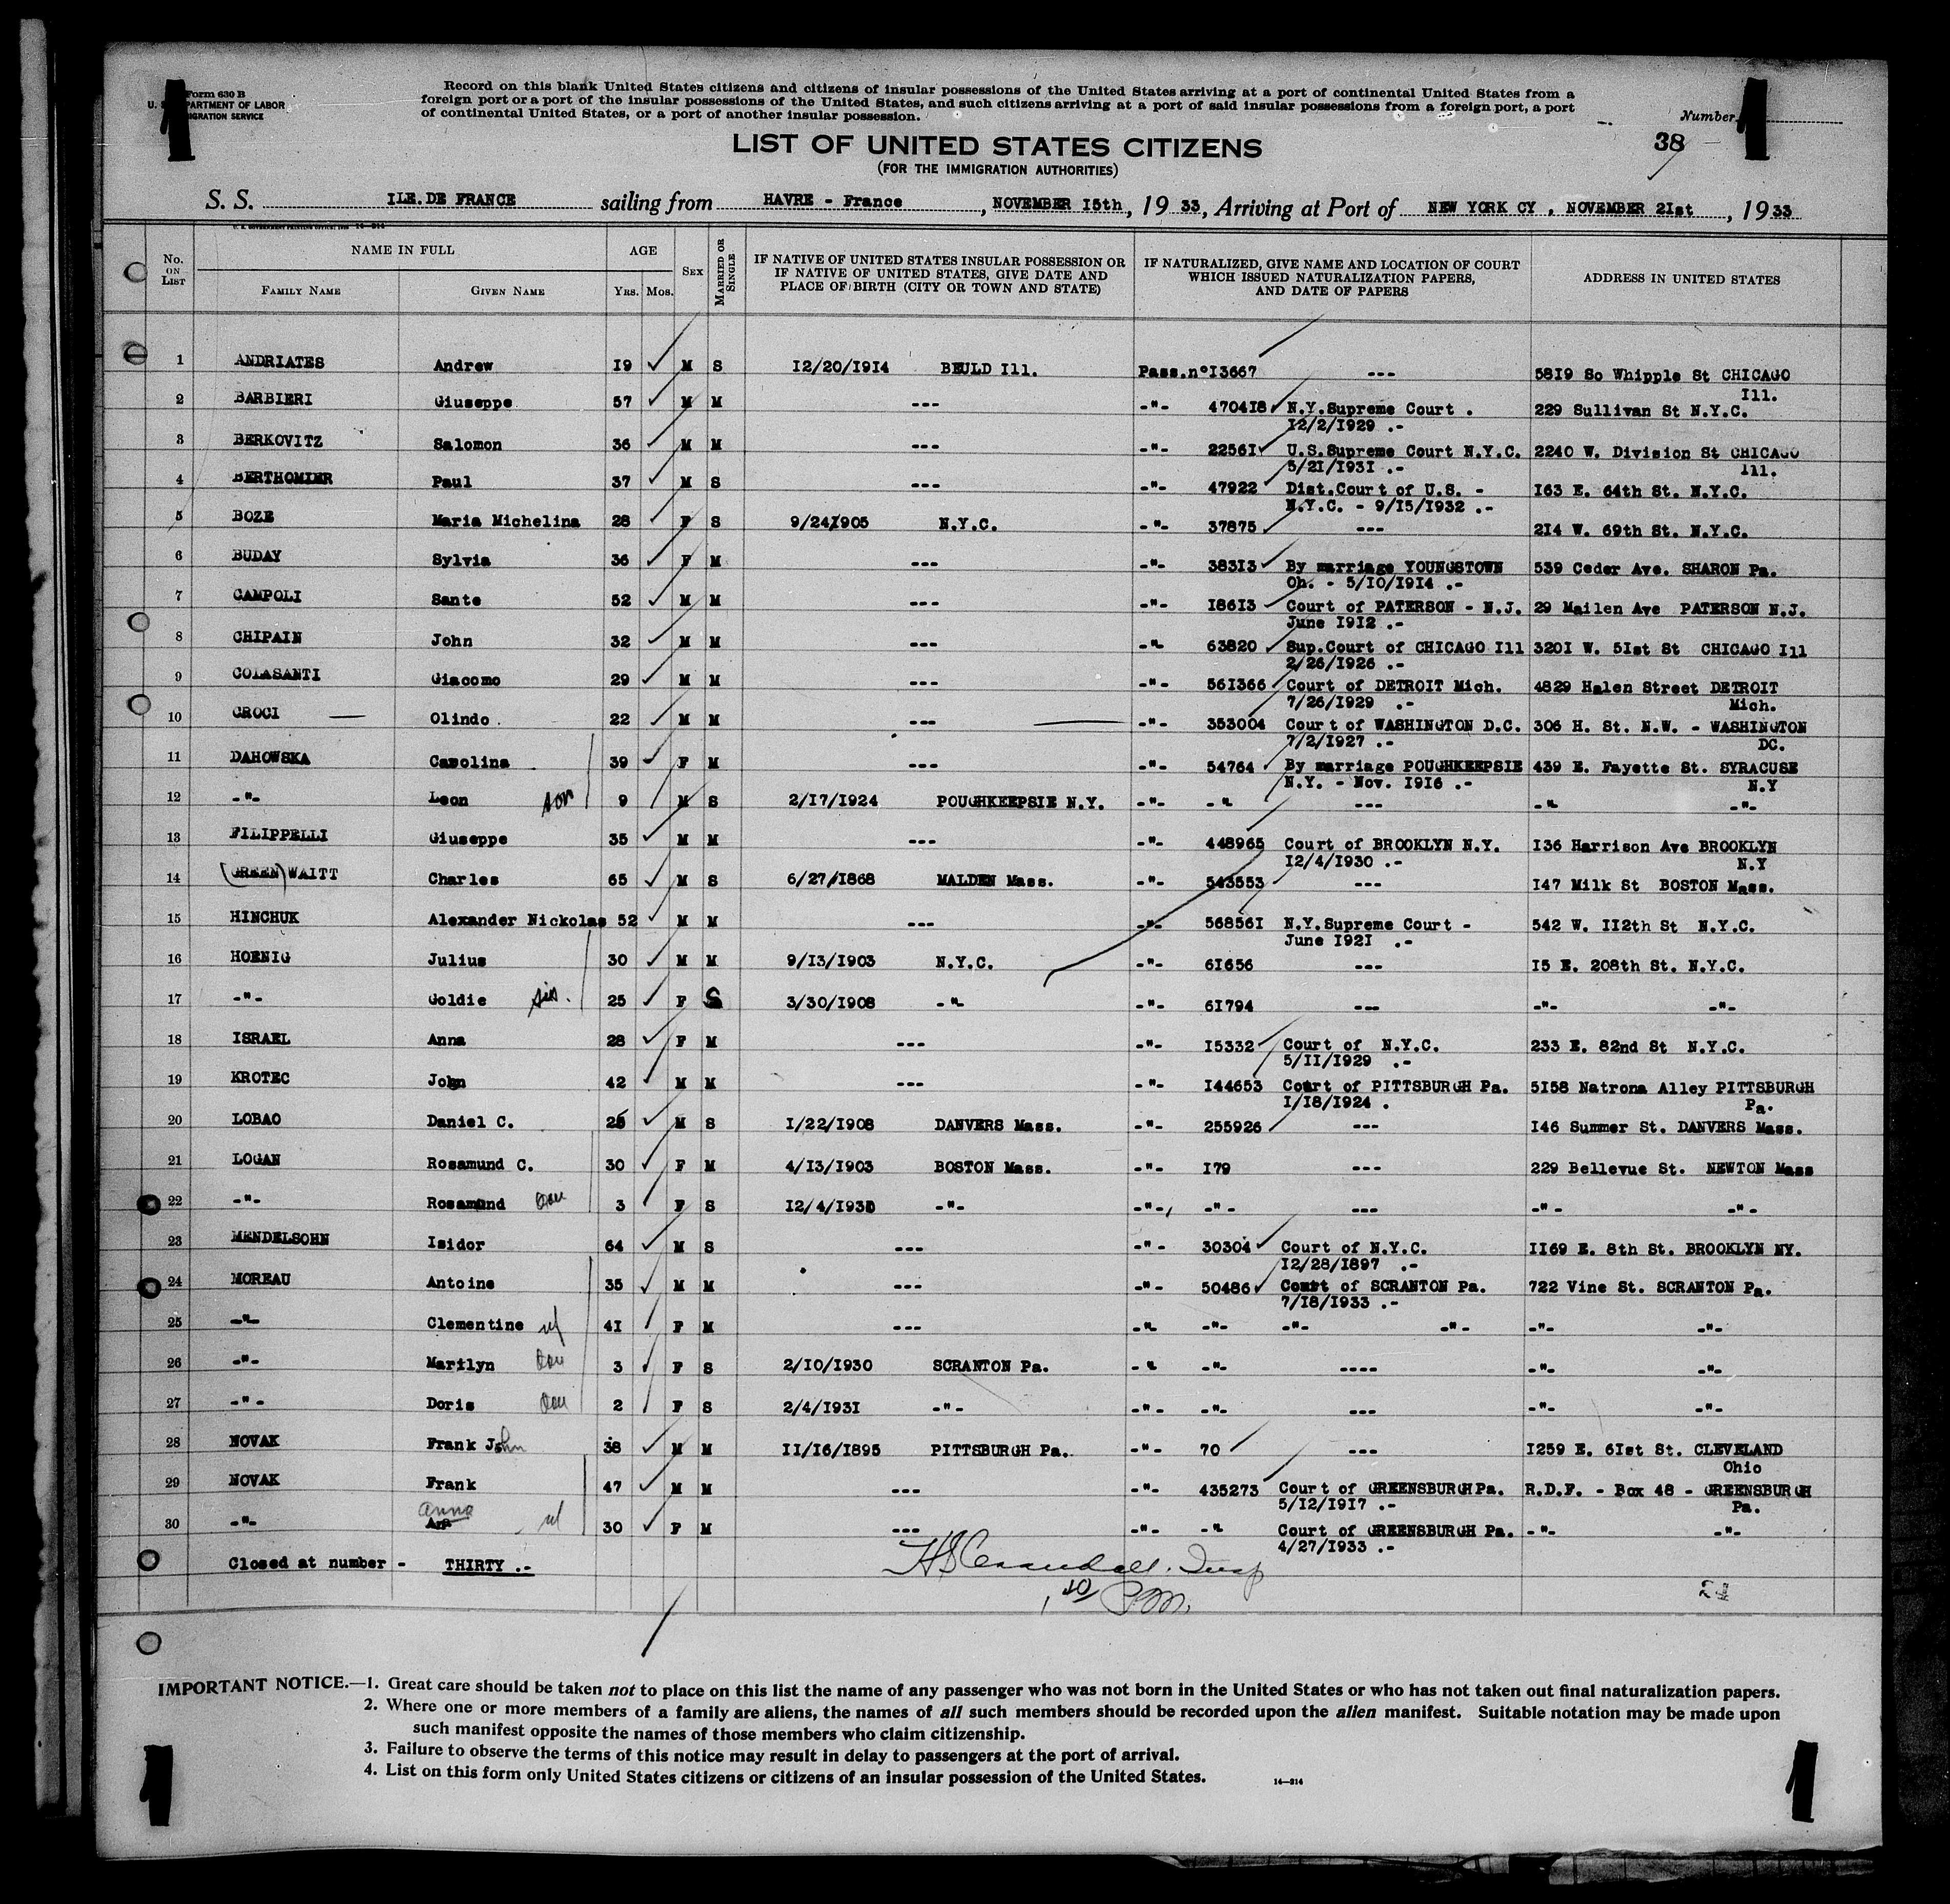 Form 630 B
U. S. DEPARTMENT OF LABOR
IMMIGRATION SERVICE
Record on this blank United States citizens and citizens of insular possessions of the United States arriving at a port of continental United States from a
foreign port or a port of the insular possessions of the United States, and such citizens arriving at a port of said insular possessions from a foreign port, a port
of continental United States, or a port of another insular possession.
Number
38
LIST OF UNITED STATES CITIZENS
(FOR THE IMMIGRATION AUTHORITIES)
S. S. ILE.DE FRANCE sailing from HAVRE - France, NOVEMBER 15th, 1933, Arriving at Port of NEW YORK CY, NOVEMBER 21st, 1933
No. ON LIST NAME IN FULL FAMILY NAME GIVEN NAME AGE YRS. MOS. SEX MARRIED OR SINGLE IF NATIVE OF UNITED STATES INSULAR POSSESSION OR IF NATIVE OF UNITED STATES, GIVE DATE AND PLACE OF BIRTH (CITY OR TOWN AND STATE) IF NATURALIZED, GIVE NAME AND LOCATION OF COURT WHICH ISSUED NATURALIZATION PAPERS, AND DATE OF PAPERS ADDRESS IN UNITED STATES
1 ANDRIATES Andrew 19 M S 12/20/1914 BEULD Ill. Pass.n°13667 --- 5819 So Whipple St CHICAGO
Ill.
2 BARBIERI Giuseppe 57 M M --- -"- 470418 N.Y.Supreme Court . 229 Sullivan St N.Y.C.
12/2/1929 .-
3 BERKOVITZ Salomon 36 M M --- -"- 22561 U.S.Supreme Court N.Y.C. 2240 W. Division St CHICAGO
5/21/1931 .- Ill.
4 BERTHOMIER Paul 37 M S --- -"- 47922 Dist.Court of U.S. - 163 E. 64th St. N.Y.C.
N.Y.C. - 9/15/1932 .-
5 BOZE Maria Michelina 28 F S 9/24/1905 N.Y.C. -"- 37875 --- 214 W. 69th St. N.Y.C.
6 BUDAY Sylvia 36 F M --- -"- 38313 By marriage YOUNGSTOWN 539 Ceder Ave. SHARON Pa.
Oh. - 5/10/1914 .-
7 CAMPOLI Sante 52 M M --- -"- 18613 Court of PATERSON - N.J. 29 Mailen Ave PATERSON N.J.
June 1912 .-
8 CHIPAIN John 32 M M --- -"- 63820 Sup.Court of CHICAGO Ill 3201 W. 51st St CHICAGO Ill
2/26/1926 .-
9 COLASANTI Giacomo 29 M M --- -"- 561366 Court of DETROIT Mich. 4829 Halen Street DETROIT
7/26/1929 .- Mich.
10 CROCI Olindo . 22 M M --- -"- 353004 Court of WASHINGTON D.C. 306 H. St. N.W. - WASHINGTON
7/2/1927 .- DC.
11 DAHOWSKA Carolina 39 F M --- -"- 54764 By marriage POUGHKEEPSIE 439 E. Fayette St. SYRACUSE
N.Y. - Nov. 1916 .- N.Y
12 -"- Leon son 9 M S 2/17/1924 POUGHKEEPSIE N.Y. -"- -"- --- -"- -"-
13 FILIPPELLI Giuseppe 35 M M --- -"- 448965 Court of BROOKLYN N.Y. 136 Harrison Ave BROOKLYN
12/4/1930 .- N.Y
14 (GREEN)WAITT Charles 65 M S 6/27/1868 MALDEN Mass. -"- 543553 --- 147 Milk St BOSTON Mass.
15 HINCHUK Alexander Nickolas 52 M M --- -"- 568561 N.Y.Supreme Court - 542 W. 112th St N.Y.C.
June 1921 .-
16 HOENIG Julius 30 M M 9/13/1903 N.Y.C. -"- 61656 --- 15 E. 208th St. N.Y.C.
17 -"- Goldie sis. 25 F S 3/30/1908 -"- 61794 --- -"- -"-
18 ISRAEL Anna 28 F M --- -"- 15332 Court of N.Y.C. 233 E. 82nd St N.Y.C.
5/11/1929 .-
19 KROTEC John 42 M M --- -"- 144653 Court of PITTSBURGH Pa. 5158 Natrona Alley PITTSBURGH
1/18/1924 . Pa.
20 LOBAO Daniel C. 25 M S 1/22/1908 DANVERS Mass. -"- 255926 --- 146 Summer St. DANVERS Mass.
21 LOGAN Rosamund C. 30 F M 4/13/1903 BOSTON Mass. -"- 179 --- 229 Bellevue St. NEWTON Mass
22 -"- Rosamund dau 3 F S 12/4/1930 -"- -"- -"- --- -"- -"-
23 MENDELSOHN Isidor 64 M S --- -"- 30304 Court of N.Y.C. 1169 E. 8th St. BROOKLYN NY.
12/28/1897 .-
24 MOREAU Antoine 35 M M --- -"- 50486 Court of SCRANTON Pa. 722 Vine St. SCRANTON Pa.
7/18/1933 .-
25 -"- Clementine w/ 41 F M --- -"- -"- -"- -"- -"- -"-
26 -"- Marilyn dau 3 F S 2/10/1930 SCRANTON Pa. -"- -"- ---- -"- -"-
27 -"- Doris dau 2 F S 2/4/1931 -"- -"- -"- --- -"- -"-
28 NOVAK Frank John 38 M M 11/16/1895 PITTSBURGH Pa. -"- 70 --- 1259 E. 61st St. CLEVELAND
Ohio
29 NOVAK Frank 47 M M --- -"- 435273 Court of GREENSBURGH Pa. R.D.F. - Box 48 - GREENSBURGH
anna 5/12/1917 .- Pa.
30 -"- Ana w/ 30 F M --- -"- -"- Court of GREENSBURGH Pa. -"- -"-
4/27/1933 .-
Closed at number - THIRTY .-
24
IMPORTANT NOTICE.—1. Great care should be taken not to place on this list the name of any passenger who was not born in the United States or who has not taken out final naturalization papers.
2. Where one or more members of a family are aliens, the names of all such members should be recorded upon the alien manifest. Suitable notation may be made upon
such manifest opposite the names of those members who claim citizenship.
3. Failure to observe the terms of this notice may result in delay to passengers at the port of arrival.
4. List on this form only United States citizens or citizens of an insular possession of the United States.
14—814